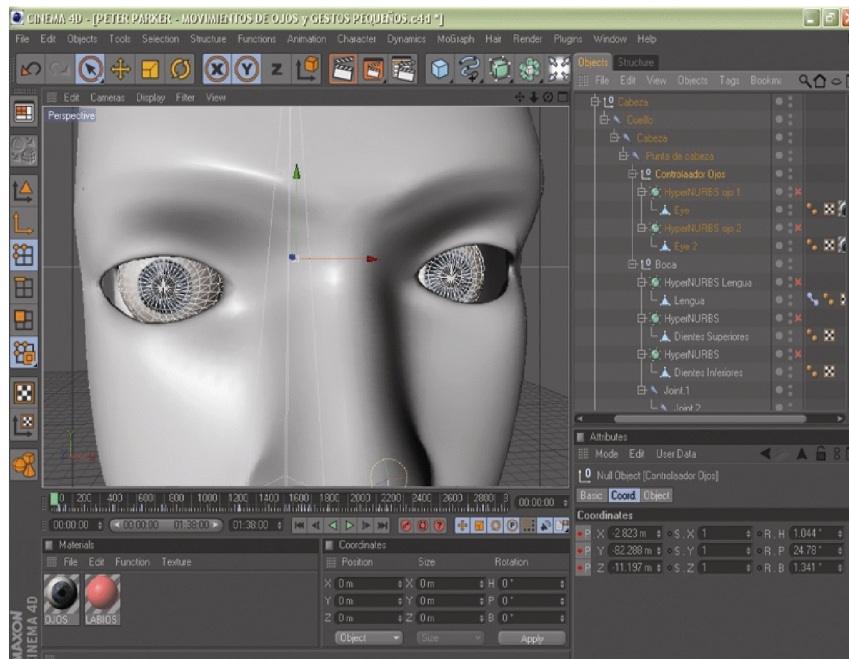 CINEMA 4D - [PETER PARKER - MOVIMIENTOS DE OJOS y GESTOS PEQUEÑOS.c4d *]
File Edit Objects Tools Selection Structure Functions Animation Character Dynamics MoGraph Hair Render Plugins Window Help
Objects Structure
File Edit View Objects Tags
Edit Cameras Display Filter View
Perspective
Cabeza
Cuello
Cabeza
Punta de cabeza
Controlaador Ojos
HyperNURBS ojo 1
Eye
HyperNURBS ojo 2
Eye 2
Boca
HyperNURBS Lengua
Lengua
HyperNURBS
Dientes Superiores
HyperNURBS
Dientes Inferiores
Joint.1
Joint.2
Attributes
Mode Edit User Data
Null Object [Controlaador Ojos]
Basic Coord. Object
Coordinates
P X -2.823 m S . X 1 R . H 1.044 °
P Y -82.288 m S . Y 1 R . P 24.78 °
P Z -11.197 m S . Z 1 R . B 1.341 °
0 200 400 600 800 1000 1200 1400 1600 1800 2000 2200 2400 2600 2800 3 00:00:00
00:00:00 00:00:00 01:38:00 01:38:00
Materials
File Edit Function Texture
OJOS LABIOS
Coordinates
Position Size Rotation
X 0 m X 0 m H 0 °
Y 0 m Y 0 m P 0 °
Z 0 m Z 0 m B 0 °
Object Size Apply
MAXON
CINEMA 4D